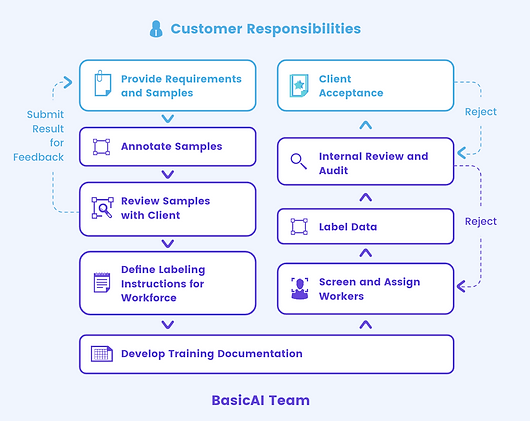 Customer Responsibilities
Provide Requirements
and Samples
Annotate Samples
Review Samples
with Client
Submit
Result
for
Feedback
Define Labeling
Instructions for
Workforce
Develop Training Documentation
Screen and Assign
Workers
Label Data
Internal Review and
Audit
Client
Acceptance
Reject
Reject
BasicAI Team